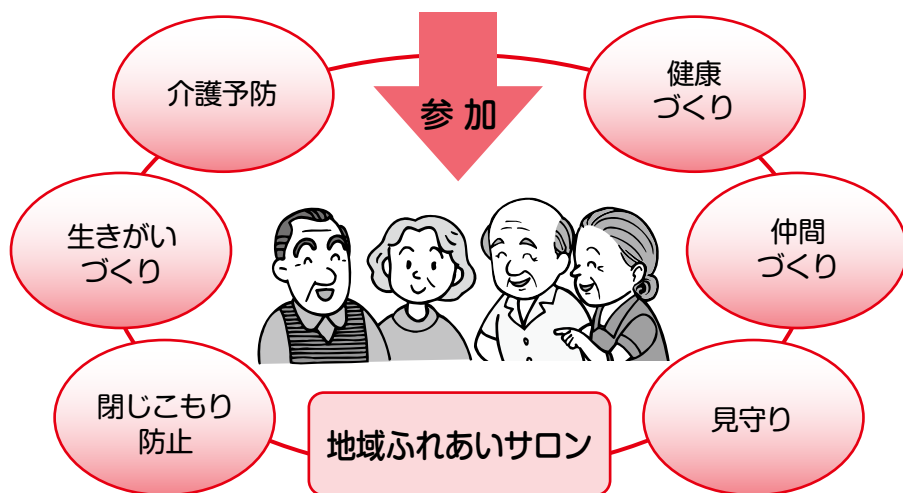 参加
介護予防
健康
づくり
生きがい
づくり
仲間
づくり
閉じこもり
防止
見守り
地域ふれあいサロン